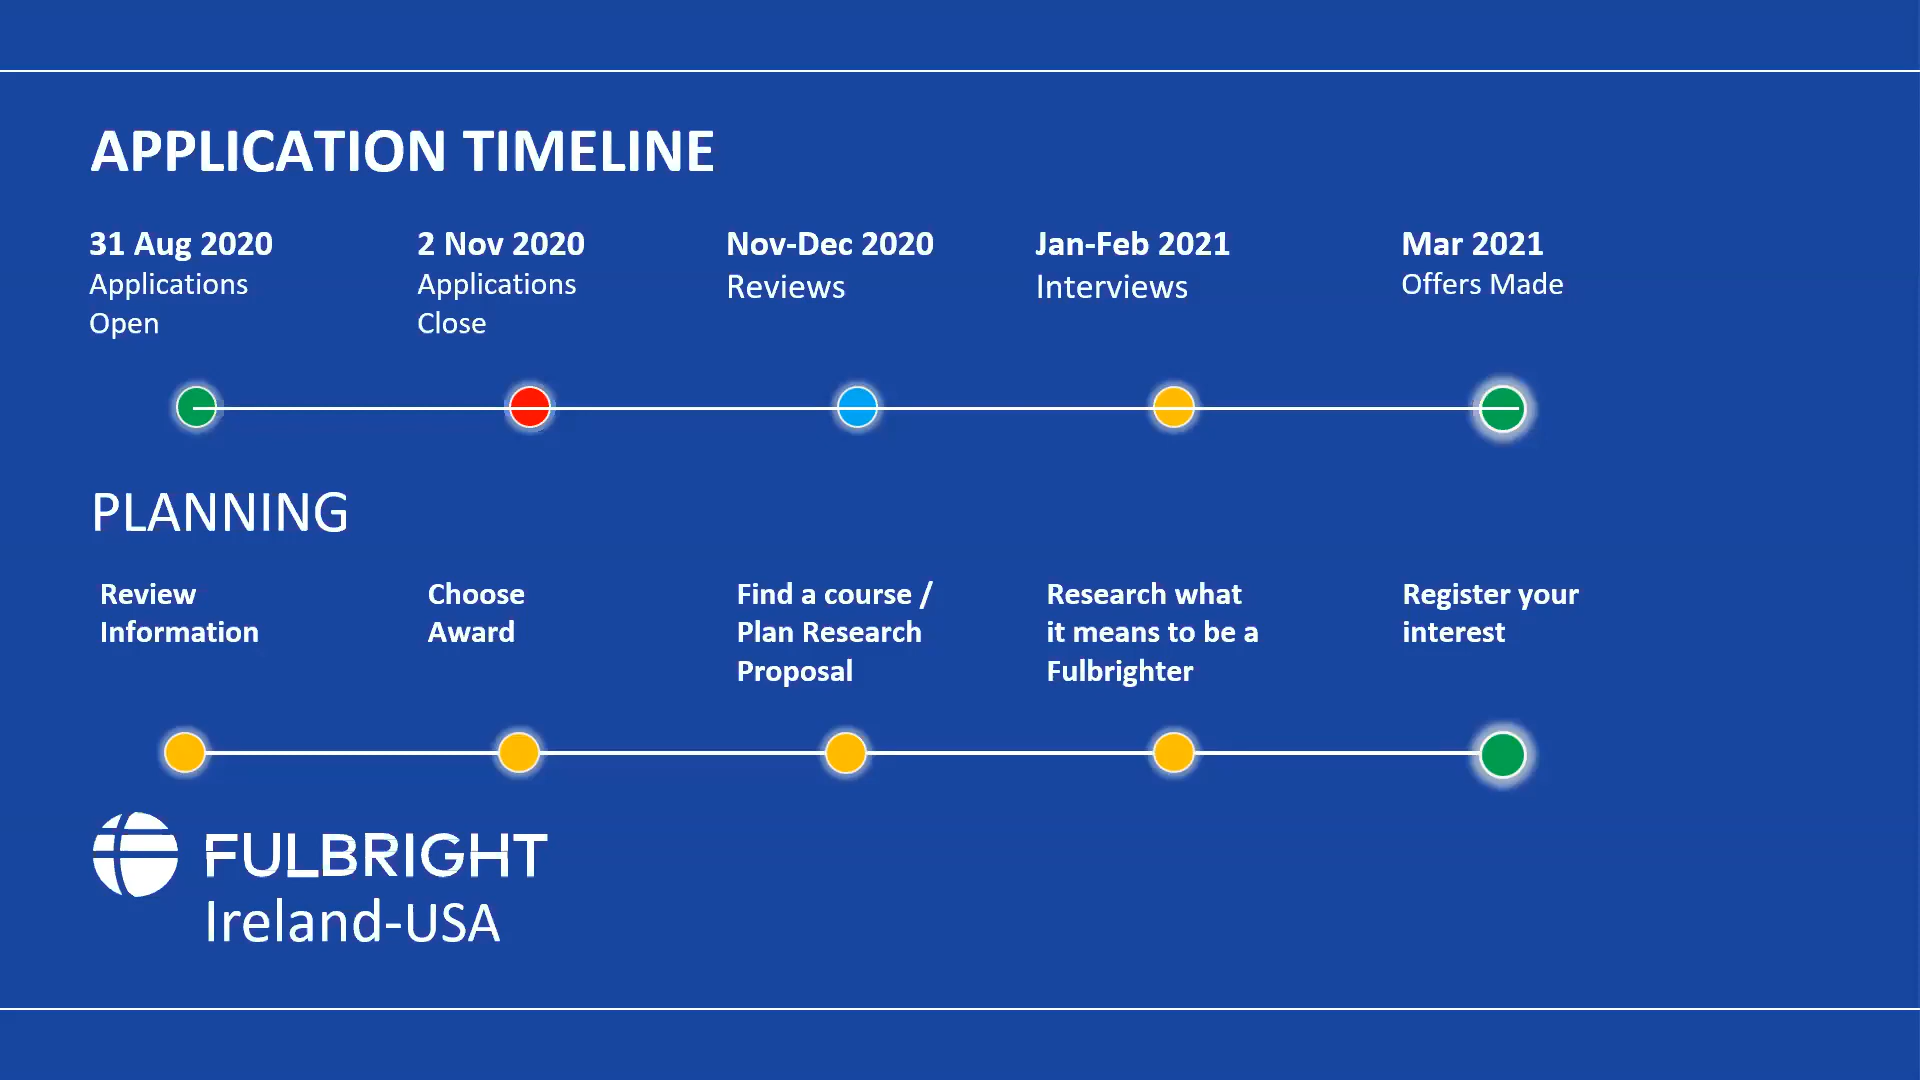 APPLICATION TIMELINE
31 Aug 2020
Applications
Open
2 Nov 2020
Applications
Close
Nov-Dec 2020
Reviews
Jan-Feb 2021
Interviews
Mar 2021
Offers Made
PLANNING
Review
Information
Choose
Award
Find a course /
Plan Research
Proposal
Research what
it means to be a
Fulbrighter
Register your
interest
FULBRIGHT
Ireland-USA